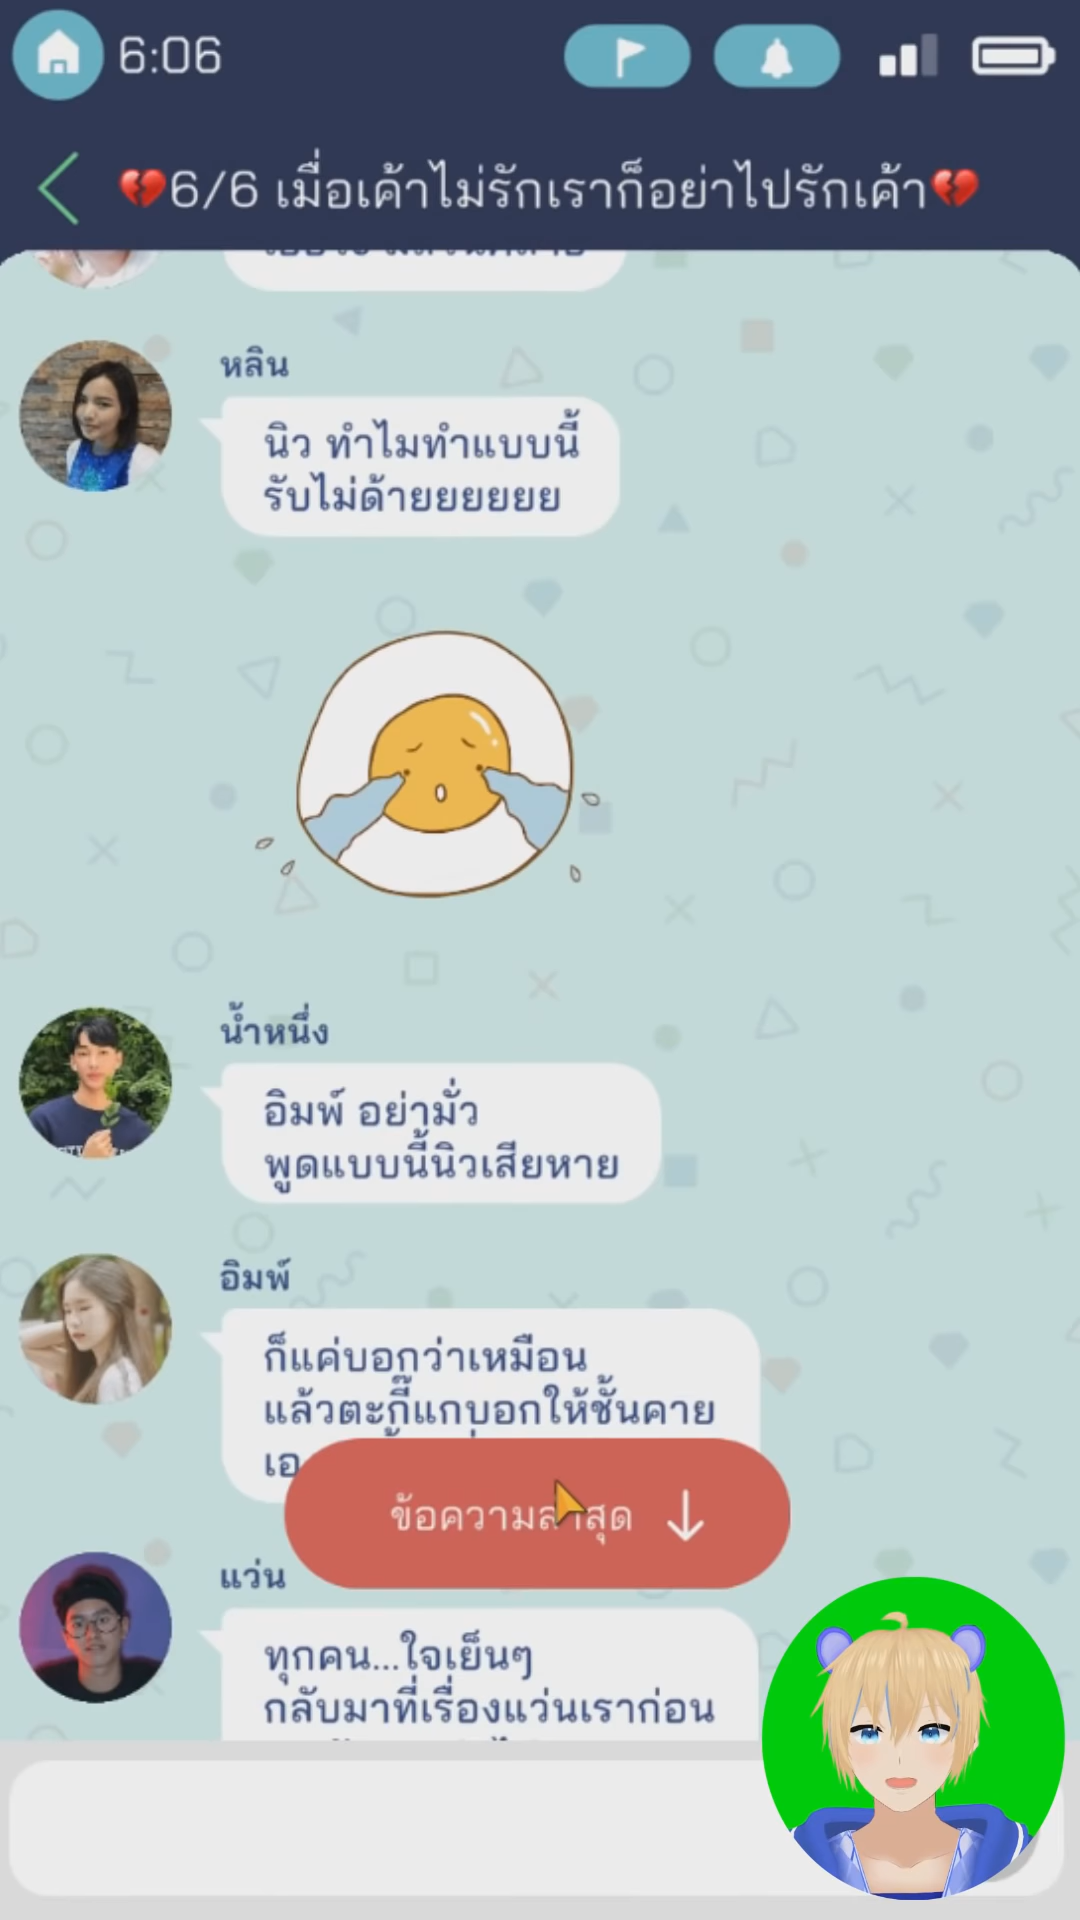 6:06
💔6/6 เมื่อเค้าไม่รักเราก็อย่าไปรักเค้า💔
หลิน
นิว ทำไมทำแบบนี้
รับไม่ด้ายยยยยย
น้ำหนึ่ง
อิมพ์ อย่ามั่ว
พูดแบบนี้นิวเสียหาย
อิมพ์
ก็แค่บอกว่าเหมือน
แล้วตะกี๊แกบอกให้ชั้นคาย
เอ
ข้อความล่าสุด
แว่น
ทุกคน...ใจเย็นๆ
กลับมาที่เรื่องแว่นเราก่อน